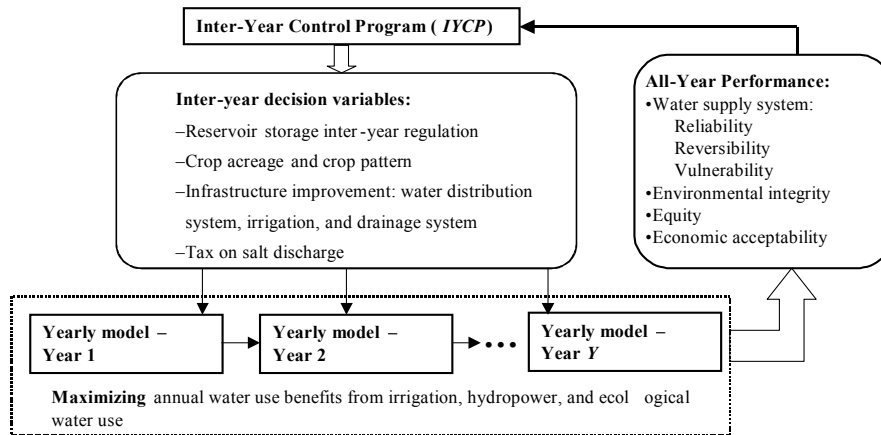 Inter-Year Control Program ( IYCP)
Inter-year decision variables:
–Reservoir storage inter-year regulation
–Crop acreage and crop pattern
–Infrastructure improvement: water distribution
system, irrigation, and drainage system
–Tax on salt discharge
All-Year Performance:
•Water supply system:
Reliability
Reversibility
Vulnerability
•Environmental integrity
•Equity
•Economic acceptability
Yearly model –
Year 1
Yearly model –
Year 2
•••
Yearly model –
Year Y
Maximizing annual water use benefits from irrigation, hydropower, and ecol ogical
water use